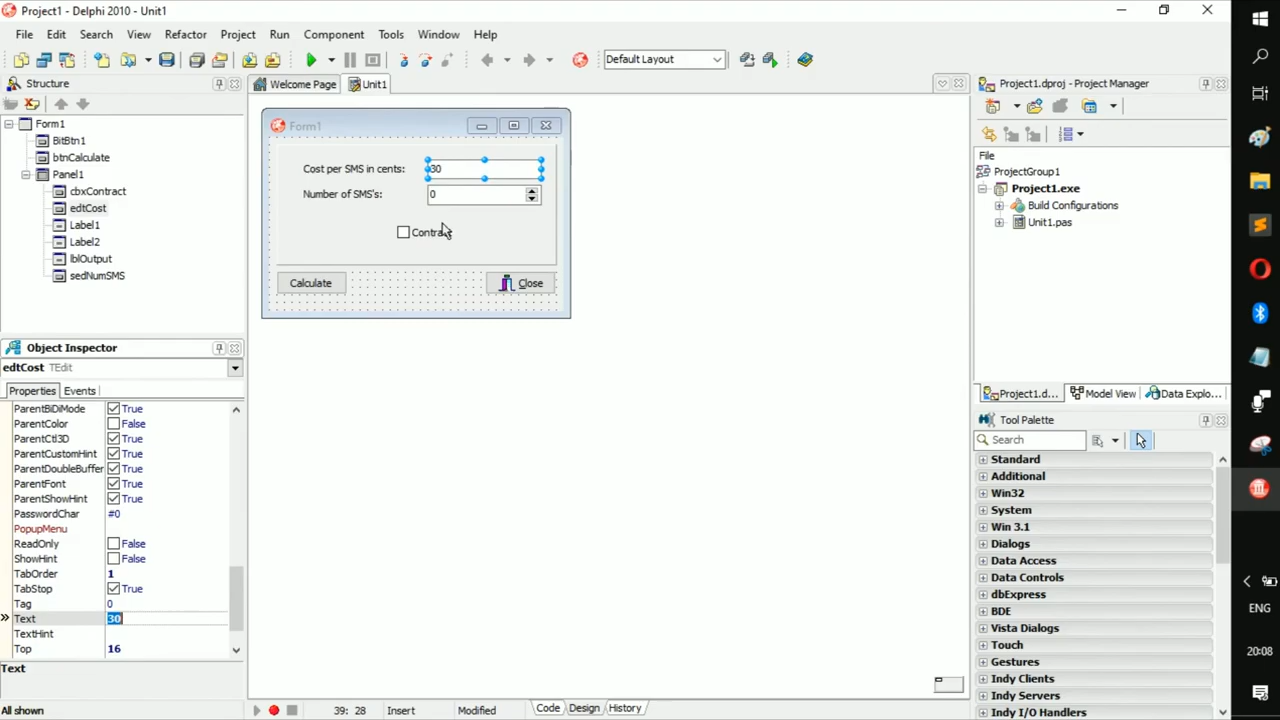 Project1 - Delphi 2010 - Unit1
File Edit Search View Refactor Project Run Component Tools Window Help
Default Layout
Structure
Welcome Page
Unit1
Project1.dproj - Project Manager
Form1
BitBtn1
btnCalculate
Panel1
cbxContract
edtCost
Label1
Label2
lblOutput
sedNumSMS
Form1
Cost per SMS in cents:
30
Number of SMS's:
0
Calculate
Close
File
ProjectGroup1
Project1.exe
Build Configurations
Unit1.pas
Object Inspector
edtCost TEdit
Properties Events
ParentBiDiMode True
ParentColor False
ParentCtl3D True
ParentCustomHint True
ParentDoubleBuffer True
ParentFont True
ParentShowHint True
PasswordChar #0
PopupMenu
ReadOnly False
ShowHint False
TabOrder 1
TabStop True
Tag 0
Text 30
TextHint
Top 16
Text
All shown
Project1.d... Model View Data Explo...
Tool Palette
Search
Standard
Additional
Win32
System
Win 3.1
Dialogs
Data Access
Data Controls
dbExpress
BDE
Vista Dialogs
Touch
Gestures
Indy Clients
Indy Servers
Indy I/O Handlers
39: 28 Insert Modified Code Design History
ENG
20:08